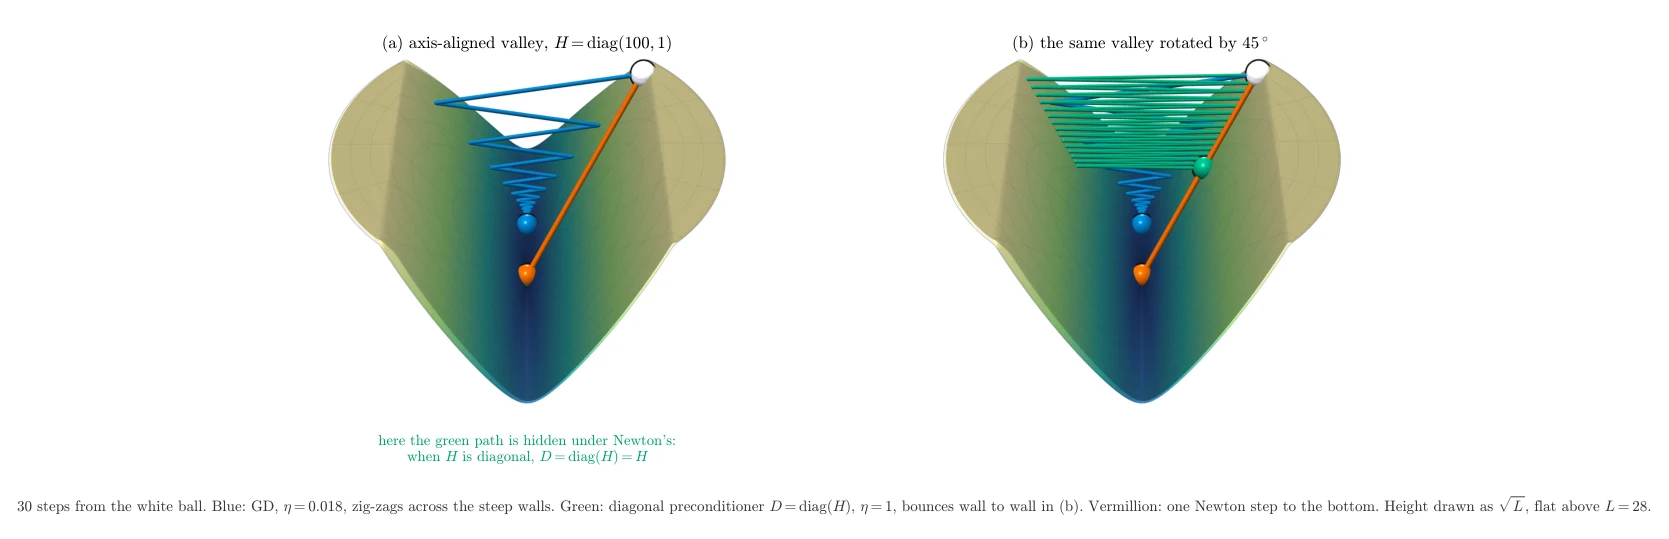 (a) axis-aligned valley, H = diag(100, 1)
(b) the same valley rotated by 45°
here the green path is hidden under Newton's:
when H is diagonal, D = diag(H) = H
30 steps from the white ball. Blue: GD, η = 0.018, zig-zags across the steep walls. Green: diagonal preconditioner D = diag(H), η = 1, bounces wall to wall in (b). Vermillion: one Newton step to the bottom. Height drawn as √L, flat above L = 28.